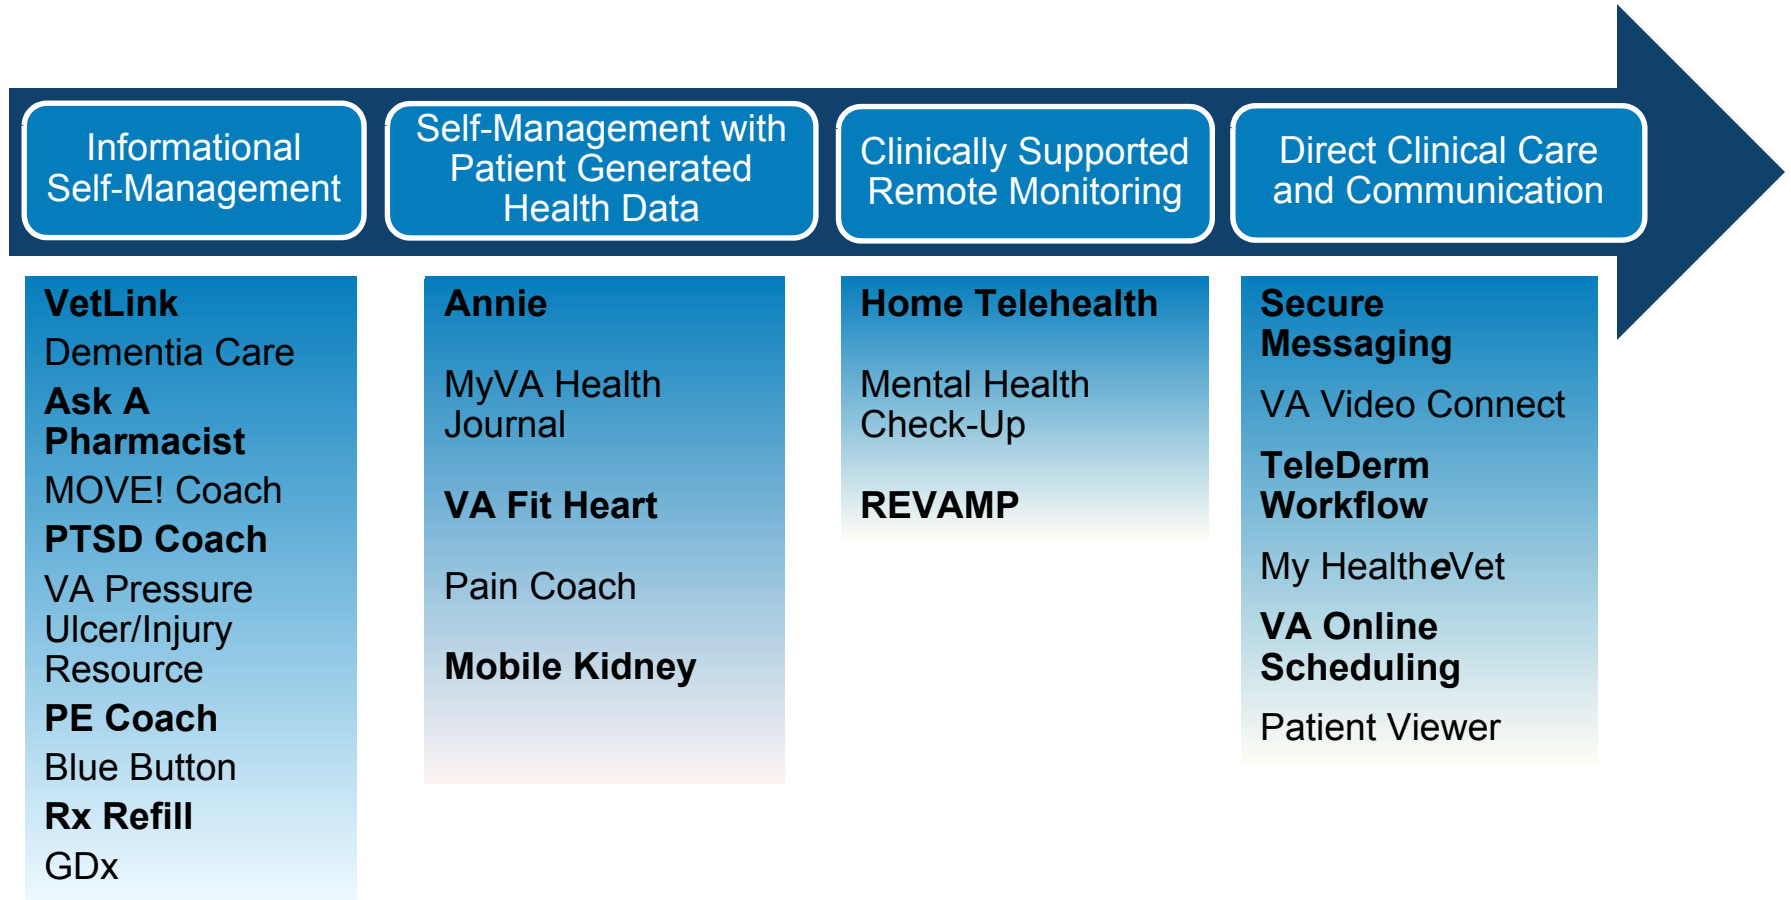 Informational
Self-Management
Self-Management with
Patient Generated
Health Data
Clinically Supported
Remote Monitoring
Direct Clinical Care
and Communication
VetLink
Dementia Care
Ask A
Pharmacist
MOVE! Coach
PTSD Coach
VA Pressure
Ulcer/Injury
Resource
PE Coach
Blue Button
Rx Refill
GDx
Annie
MyVA Health
Journal
VA Fit Heart
Pain Coach
Mobile Kidney
Home Telehealth
Mental Health
Check-Up
REVAMP
Secure
Messaging
VA Video Connect
TeleDerm
Workflow
My HealtheVet
VA Online
Scheduling
Patient Viewer